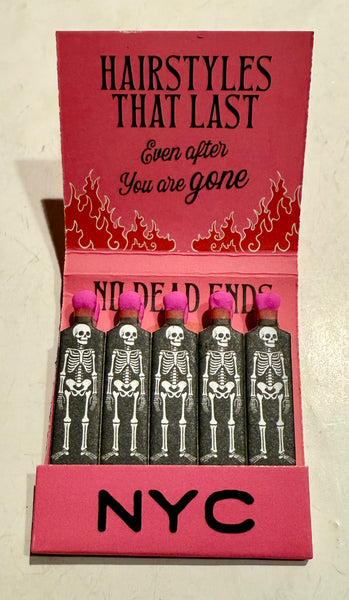 HAIRSTYLES
THAT LAST
Even after
You are gone
NO DEAD ENDS
NYC